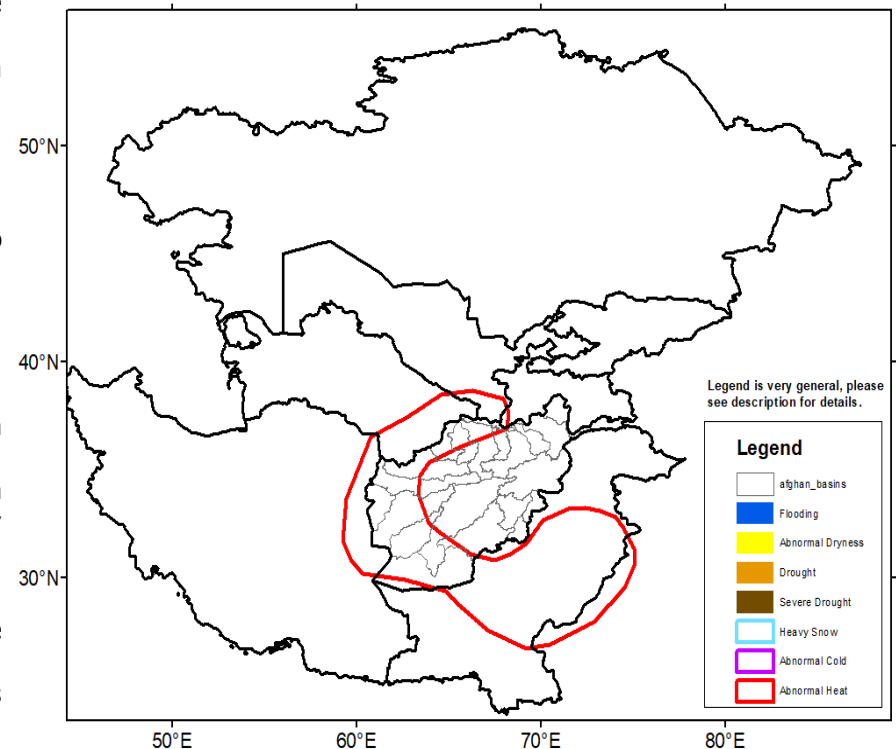 50°N
40°N
30°N
50°E
60°E
70°E
80°E
Legend is very general, please
see description for details.
Legend
afghan_basins
Flooding
Abnormal Dryness
Drought
Severe Drought
Heavy Snow
Abnormal Cold
Abnormal Heat